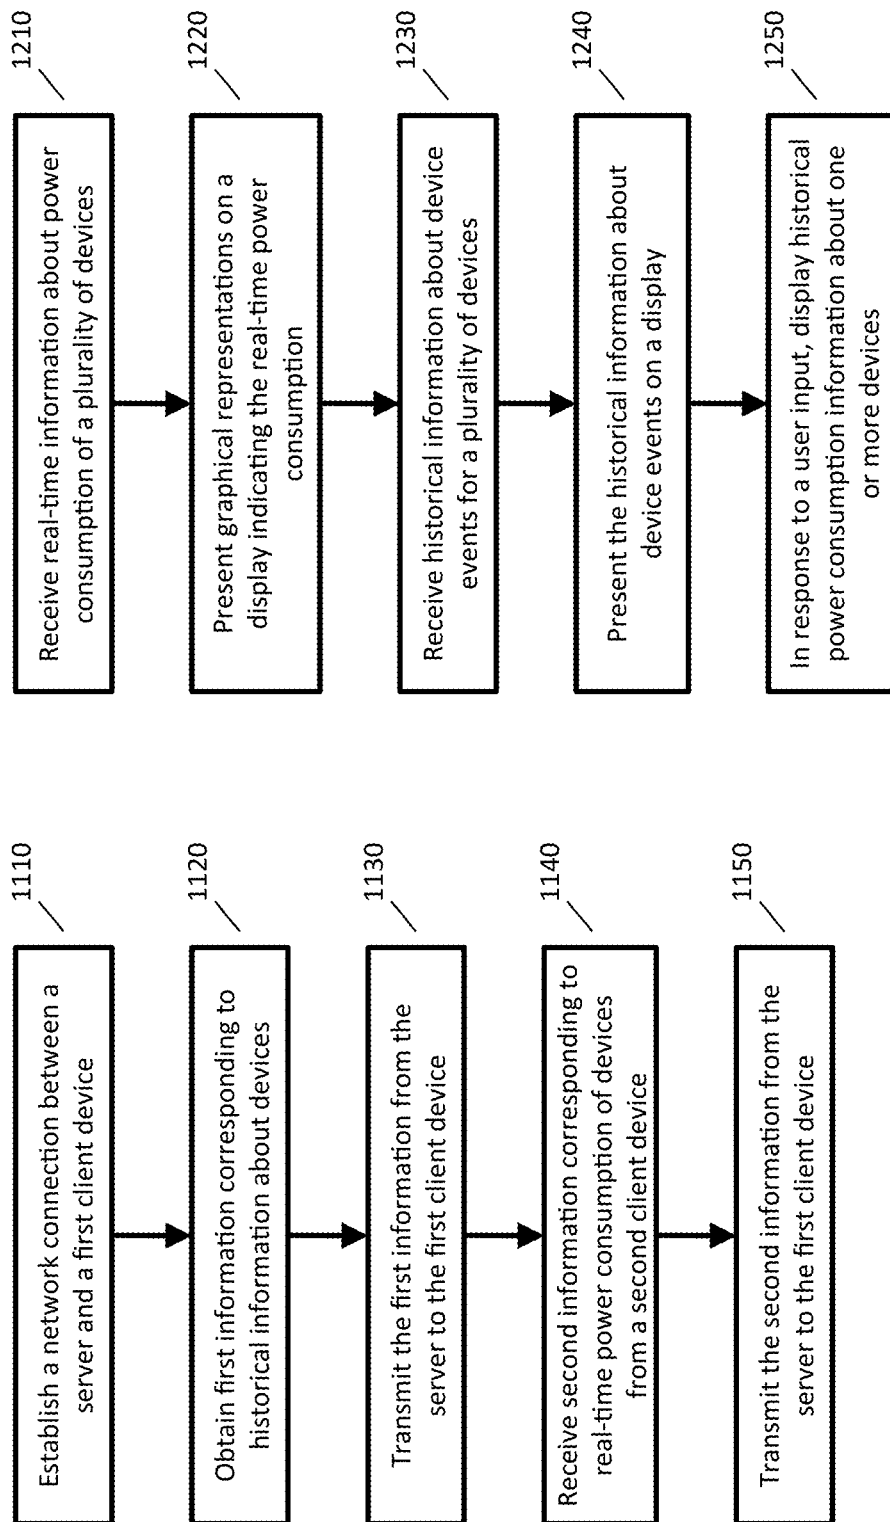 1110
Establish a network connection between a
server and a first client device
1120
Obtain first information corresponding to
historical information about devices
1130
Transmit the first information from the
server to the first client device
1140
Receive second information corresponding to
real-time power consumption of devices
from a second client device
1150
Transmit the second information from the
server to the first client device
1210
Receive real-time information about power
consumption of a plurality of devices
1220
Present graphical representations on a
display indicating the real-time power
consumption
1230
Receive historical information about device
events for a plurality of devices
1240
Present the historical information about
device events on a display
1250
In response to a user input, display historical
power consumption information about one
or more devices